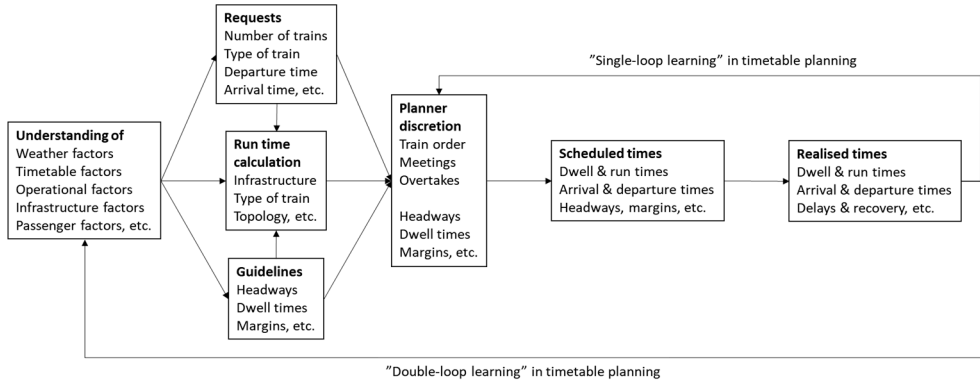 Requests
Number of trains
Type of train
Departure time
Arrival time, etc.
”Single-loop learning” in timetable planning
Understanding of
Weather factors
Timetable factors
Operational factors
Infrastructure factors
Passenger factors, etc.
Run time
calculation
Infrastructure
Type of train
Topology, etc.
Guidelines
Headways
Dwell times
Margins, etc.
Planner
discretion
Train order
Meetings
Overtakes
Headways
Dwell times
Margins, etc.
Scheduled times
Dwell & run times
Arrival & departure times
Headways, margins, etc.
Realised times
Dwell & run times
Arrival & departure times
Delays & recovery, etc.
”Double-loop learning” in timetable planning